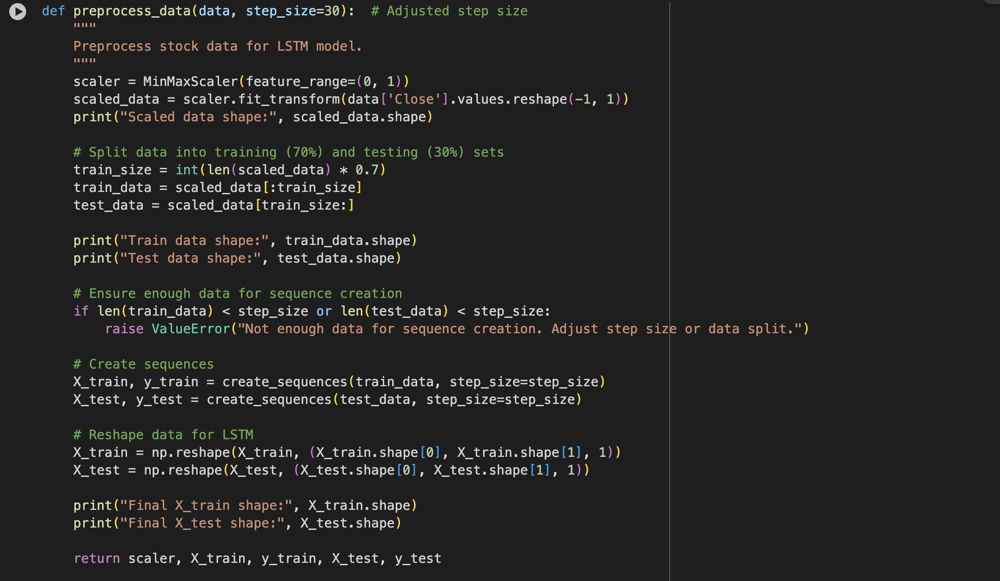 def preprocess_data(data, step_size=30):  # Adjusted step size
    """
    Preprocess stock data for LSTM model.
    """
    scaler = MinMaxScaler(feature_range=(0, 1))
    scaled_data = scaler.fit_transform(data['Close'].values.reshape(-1, 1))
    print("Scaled data shape:", scaled_data.shape)

    # Split data into training (70%) and testing (30%) sets
    train_size = int(len(scaled_data) * 0.7)
    train_data = scaled_data[:train_size]
    test_data = scaled_data[train_size:]

    print("Train data shape:", train_data.shape)
    print("Test data shape:", test_data.shape)

    # Ensure enough data for sequence creation
    if len(train_data) < step_size or len(test_data) < step_size:
        raise ValueError("Not enough data for sequence creation. Adjust step size or data split.")

    # Create sequences
    X_train, y_train = create_sequences(train_data, step_size=step_size)
    X_test, y_test = create_sequences(test_data, step_size=step_size)

    # Reshape data for LSTM
    X_train = np.reshape(X_train, (X_train.shape[0], X_train.shape[1], 1))
    X_test = np.reshape(X_test, (X_test.shape[0], X_test.shape[1], 1))

    print("Final X_train shape:", X_train.shape)
    print("Final X_test shape:", X_test.shape)

    return scaler, X_train, y_train, X_test, y_test